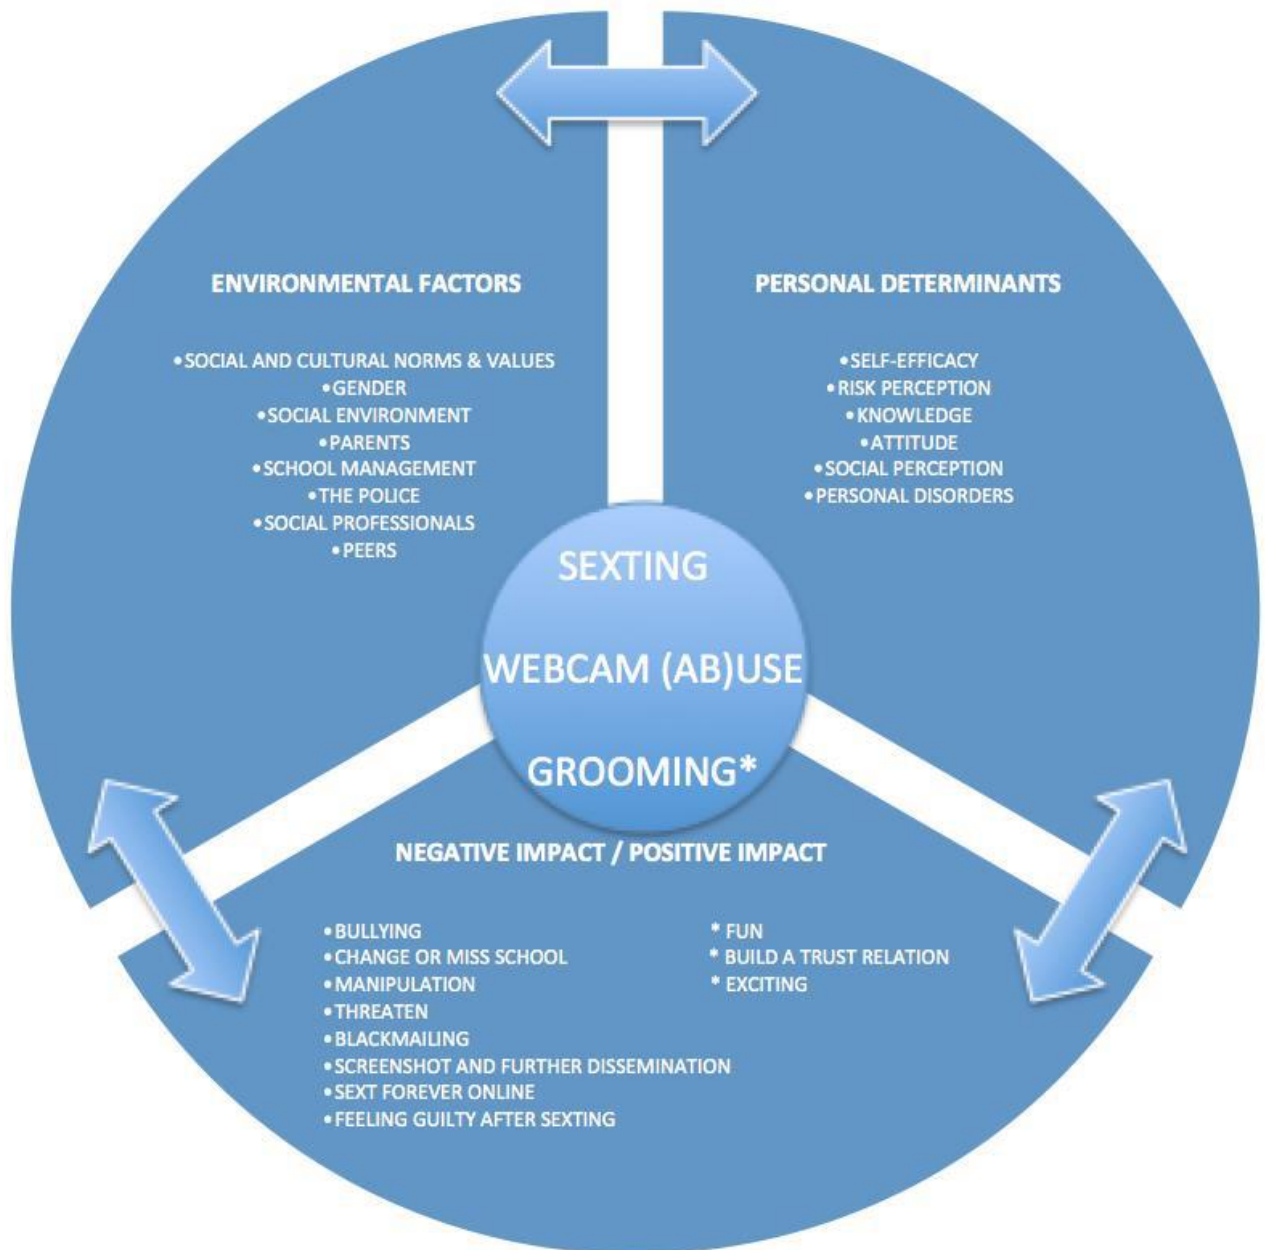 ENVIRONMENTAL FACTORS
•SOCIAL AND CULTURAL NORMS & VALUES
•GENDER
•SOCIAL ENVIRONMENT
•PARENTS
•SCHOOL MANAGEMENT
•THE POLICE
•SOCIAL PROFESSIONALS
•PEERS
PERSONAL DETERMINANTS
•SELF-EFFICACY
•RISK PERCEPTION
•KNOWLEDGE
•ATTITUDE
•SOCIAL PERCEPTION
•PERSONAL DISORDERS
SEXTING
WEBCAM (AB)USE
GROOMING*
NEGATIVE IMPACT / POSITIVE IMPACT
•BULLYING
•CHANGE OR MISS SCHOOL
•MANIPULATION
•THREATEN
•BLACKMAILING
•SCREENSHOT AND FURTHER DISSEMINATION
•SEXT FOREVER ONLINE
•FEELING GUILTY AFTER SEXTING
* FUN
* BUILD A TRUST RELATION
* EXCITING